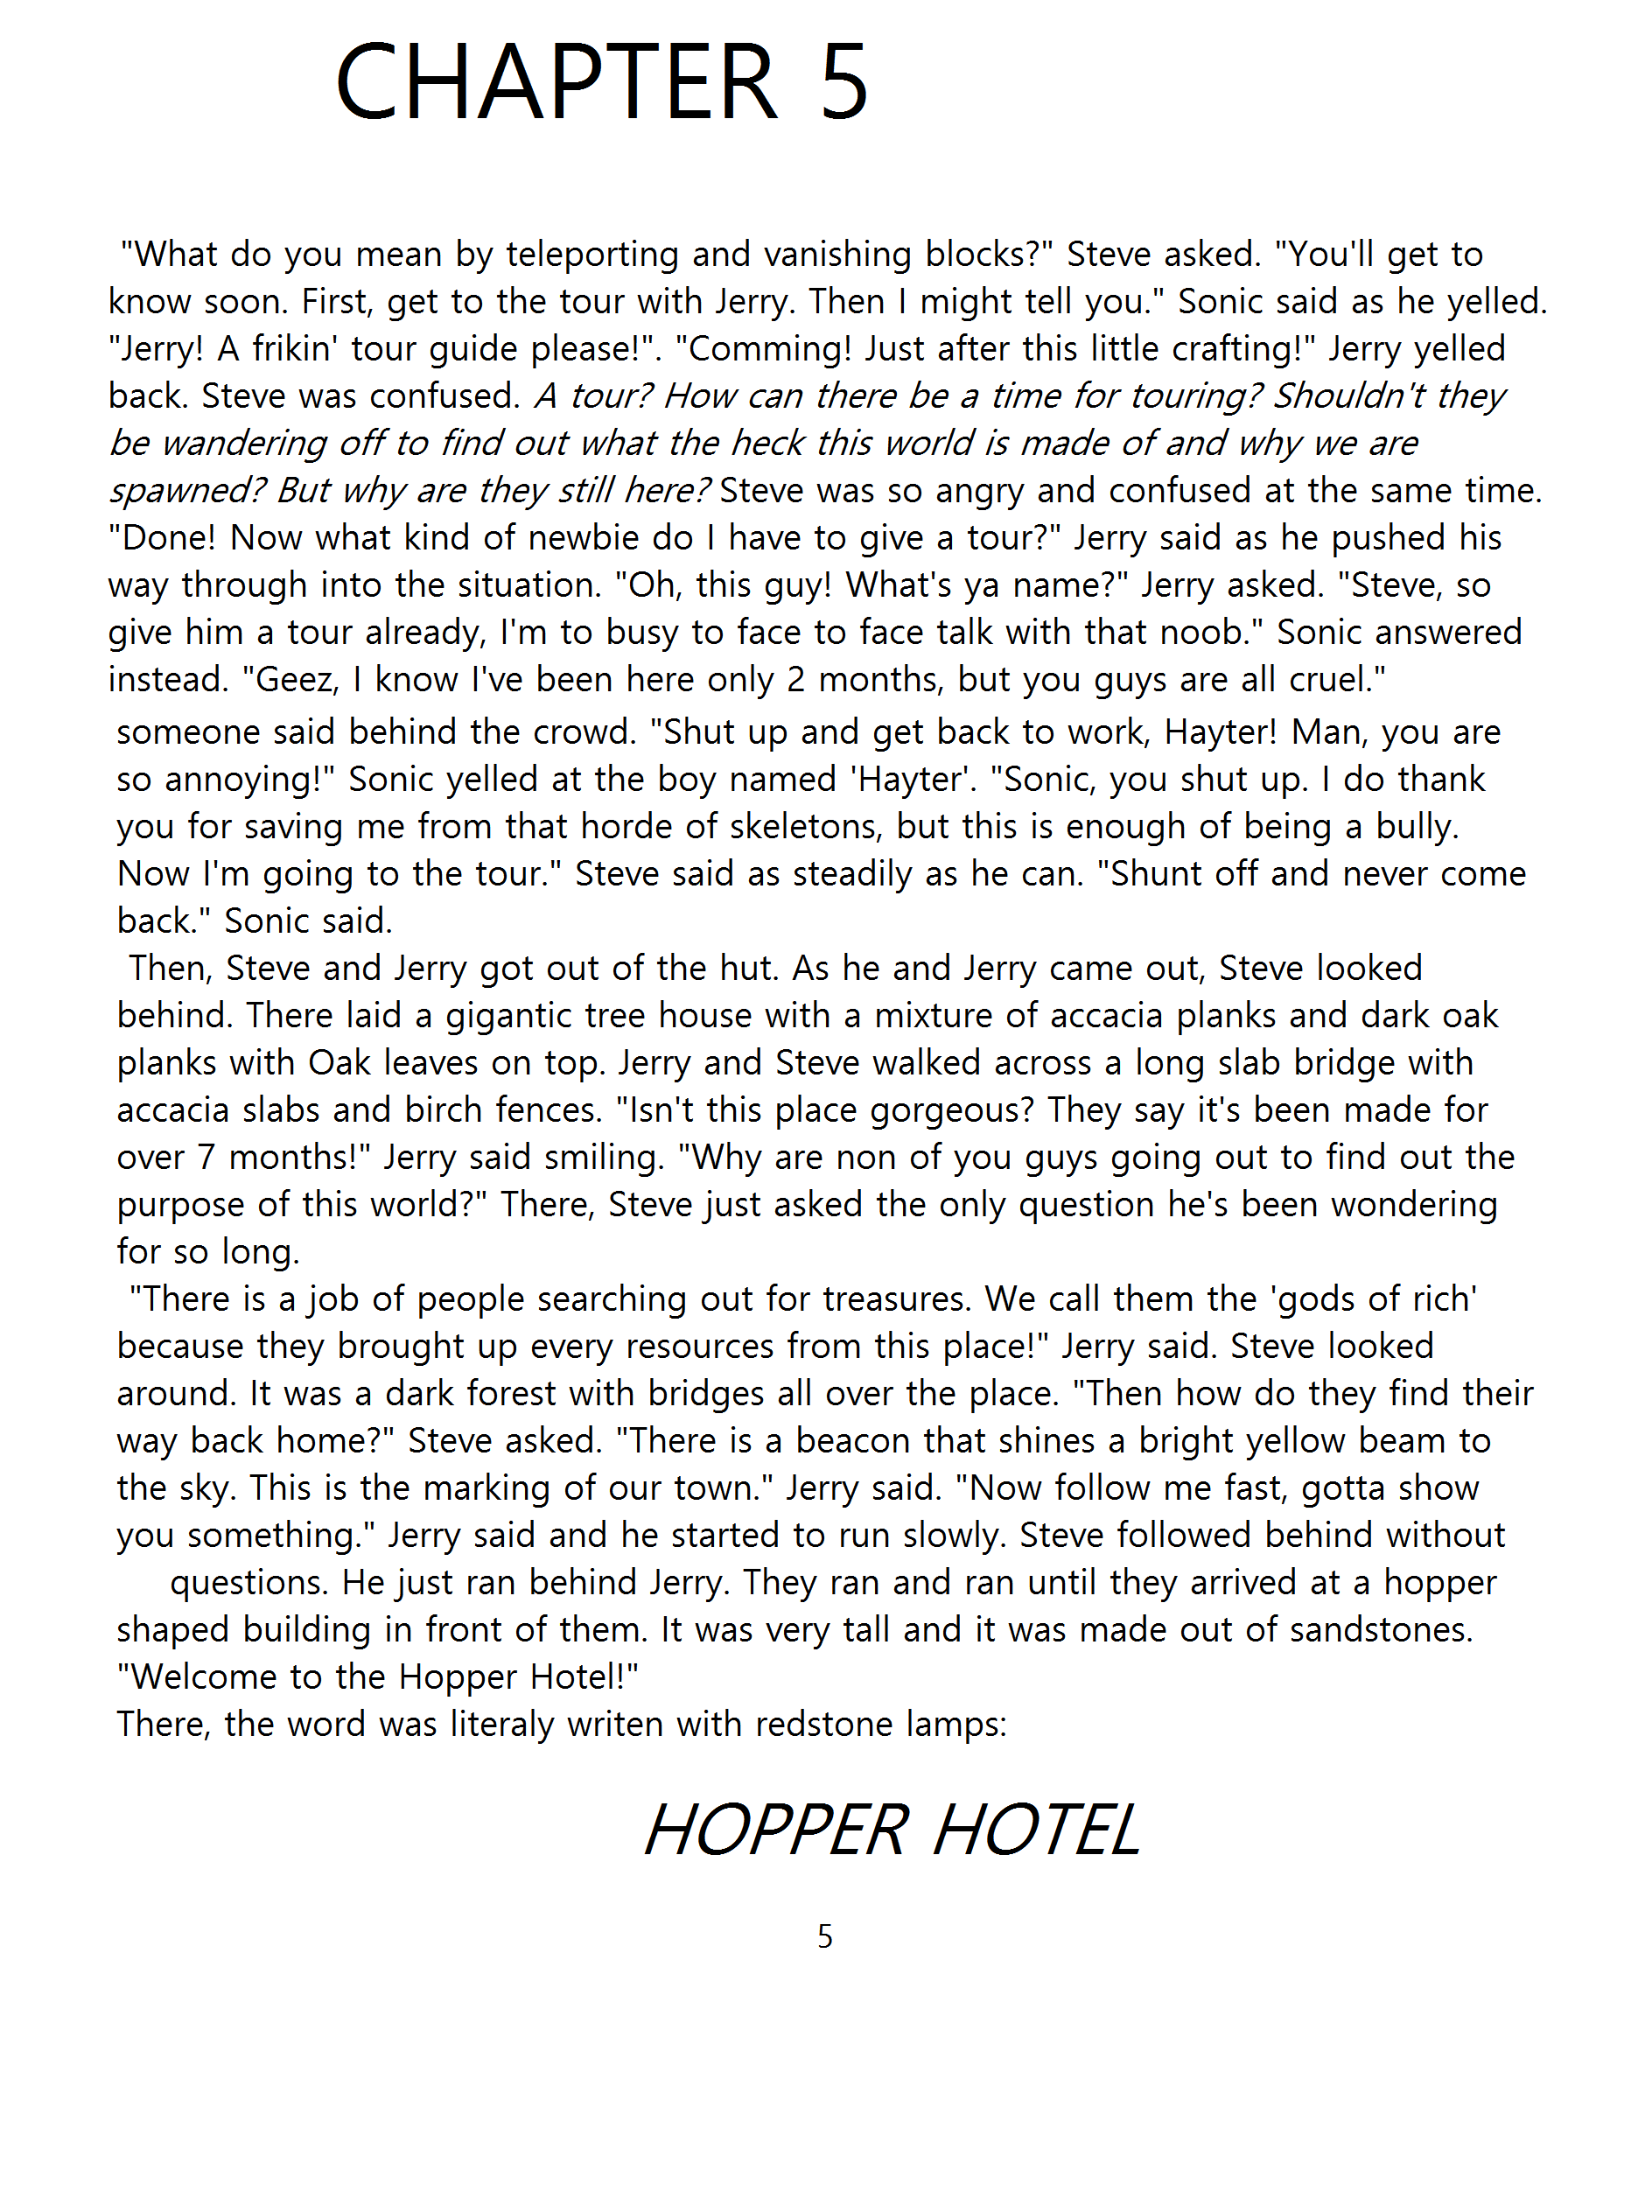 CHAPTER 5
"What do you mean by teleporting and vanishing blocks?" Steve asked. "You'll get to
know soon. First, get to the tour with Jerry. Then I might tell you." Sonic said as he yelled.
"Jerry! A frikin' tour guide please!". "Comming! Just after this little crafting!" Jerry yelled
back. Steve was confused. A tour? How can there be a time for touring? Shouldn't they
be wandering off to find out what the heck this world is made of and why we are
spawned? But why are they still here? Steve was so angry and confused at the same time.
"Done! Now what kind of newbie do I have to give a tour?" Jerry said as he pushed his
way through into the situation. "Oh, this guy! What's ya name?" Jerry asked. "Steve, so
give him a tour already, I'm to busy to face to face talk with that noob." Sonic answered
instead. "Geez, I know I've been here only 2 months, but you guys are all cruel."
someone said behind the crowd. "Shut up and get back to work, Hayter! Man, you are
so annoying!" Sonic yelled at the boy named 'Hayter'. "Sonic, you shut up. I do thank
you for saving me from that horde of skeletons, but this is enough of being a bully.
Now I'm going to the tour." Steve said as steadily as he can. "Shunt off and never come
back." Sonic said.
Then, Steve and Jerry got out of the hut. As he and Jerry came out, Steve looked
behind. There laid a gigantic tree house with a mixture of accacia planks and dark oak
planks with Oak leaves on top. Jerry and Steve walked across a long slab bridge with
accacia slabs and birch fences. "Isn't this place gorgeous? They say it's been made for
over 7 months!" Jerry said smiling. "Why are non of you guys going out to find out the
purpose of this world?" There, Steve just asked the only question he's been wondering
for so long.
"There is a job of people searching out for treasures. We call them the 'gods of rich'
because they brought up every resources from this place!" Jerry said. Steve looked
around. It was a dark forest with bridges all over the place. "Then how do they find their
way back home?" Steve asked. "There is a beacon that shines a bright yellow beam to
the sky. This is the marking of our town." Jerry said. "Now follow me fast, gotta show
you something." Jerry said and he started to run slowly. Steve followed behind without
questions. He just ran behind Jerry. They ran and ran until they arrived at a hopper
shaped building in front of them. It was very tall and it was made out of sandstones.
"Welcome to the Hopper Hotel!"
There, the word was literaly writen with redstone lamps:
HOPPER HOTEL
5